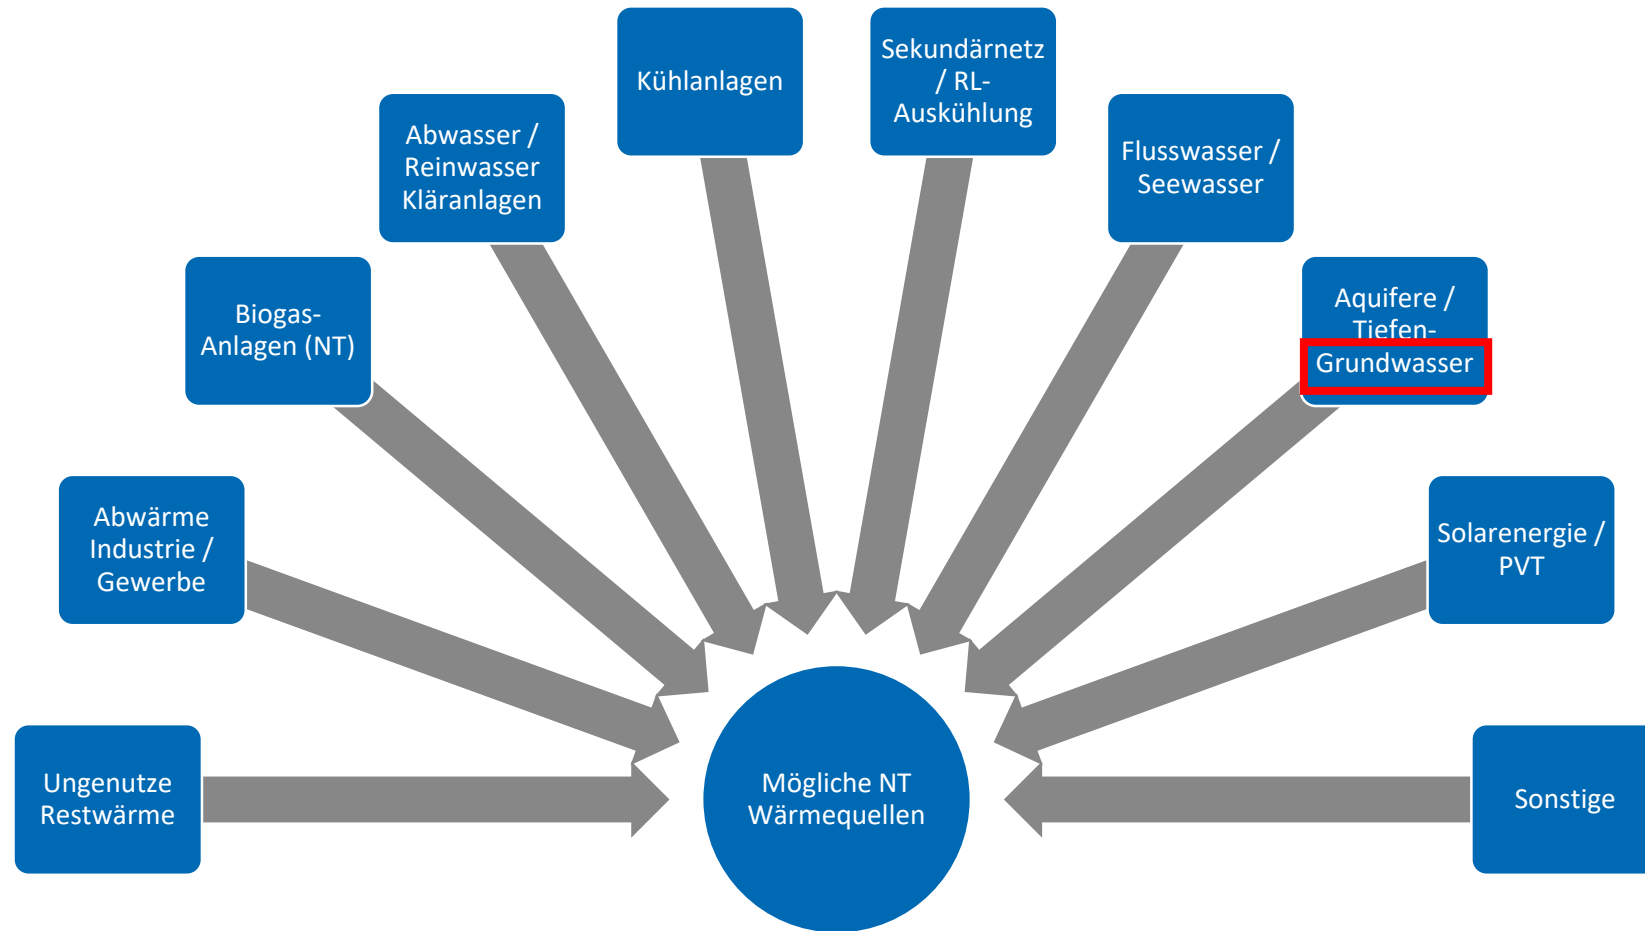 Kühlanlagen
Sekundärnetz
/ RL-
Auskühlung
Abwasser /
Reinwasser
Kläranlagen
Flusswasser /
Seewasser
Biogas-
Anlagen (NT)
Aquifere /
Tiefen-
Grundwasser
Abwärme
Industrie /
Gewerbe
Solarenergie /
PVT
Ungenutze
Restwärme
Mögliche NT
Wärmequellen
Sonstige